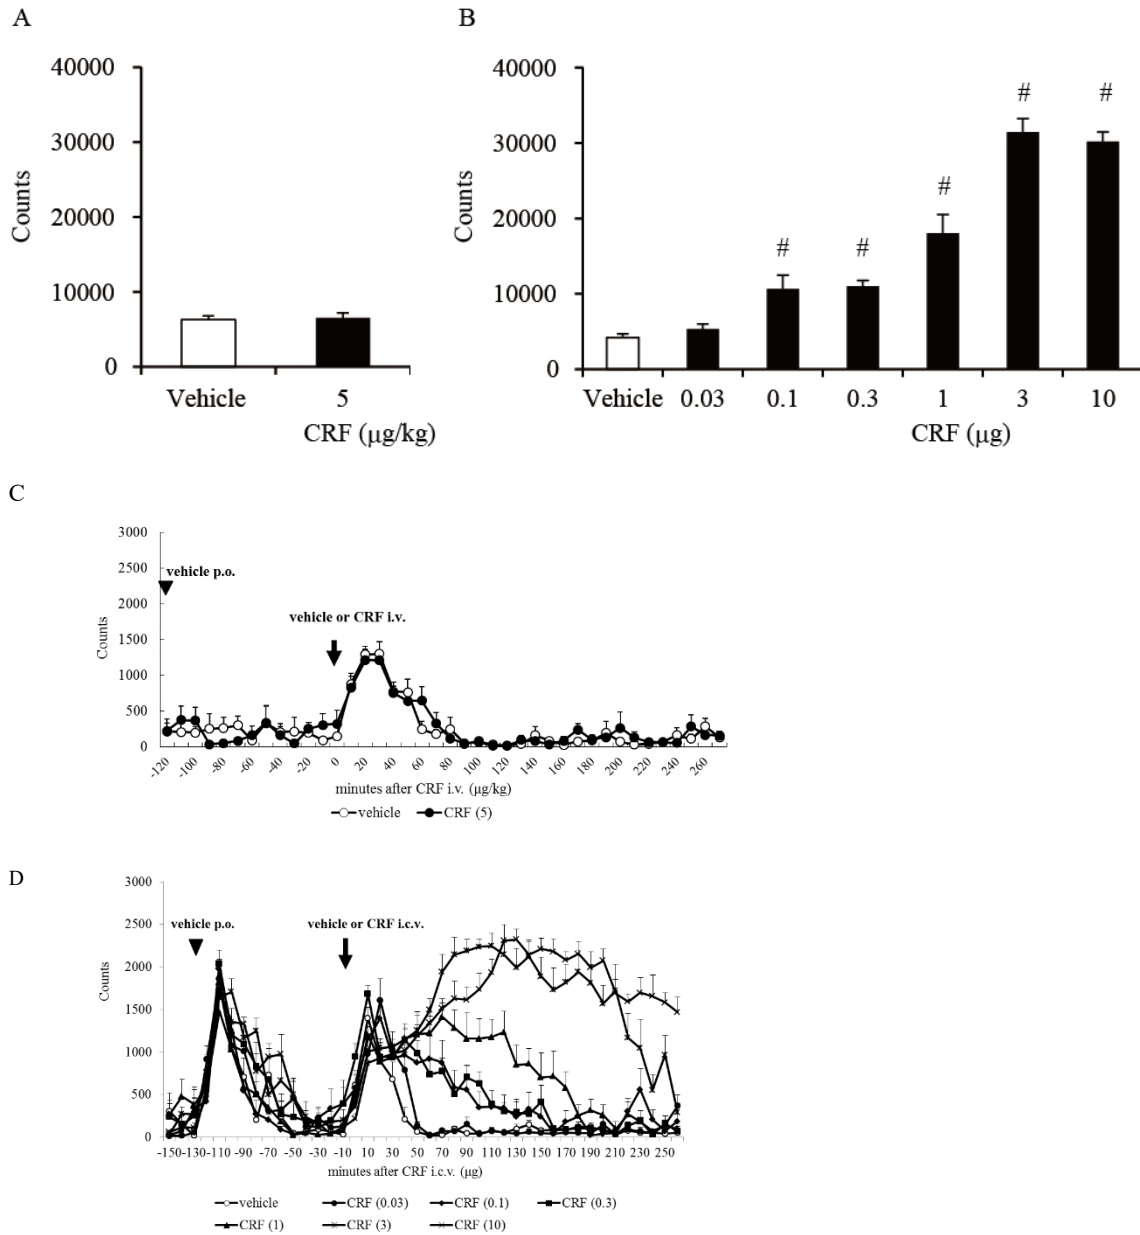 A
B
40000
30000
20000
10000
0
Counts
Vehicle 5
CRF (µg/kg)
40000
30000
20000
10000
0
Counts
# # # # #
Vehicle 0.03 0.1 0.3 1 3 10
CRF (µg)
C
3000
2500
2000
1500
1000
500
0
Counts
vehicle p.o.
vehicle or CRF i.v.
-120 -100 -80 -60 -40 -20 0 20 40 60 80 100 120 140 160 180 200 220 240 260
minutes after CRF i.v. (µg/kg)
vehicle CRF (5)
D
3000
2500
2000
1500
1000
500
0
Counts
vehicle p.o. vehicle or CRF i.c.v.
-150 -130 -110 -90 -70 -50 -30 -10 10 30 50 70 90 110 130 150 170 190 210 230 250
minutes after CRF i.c.v. (µg)
vehicle CRF (0.03) CRF (0.1) CRF (0.3)
CRF (1) CRF (3) CRF (10)